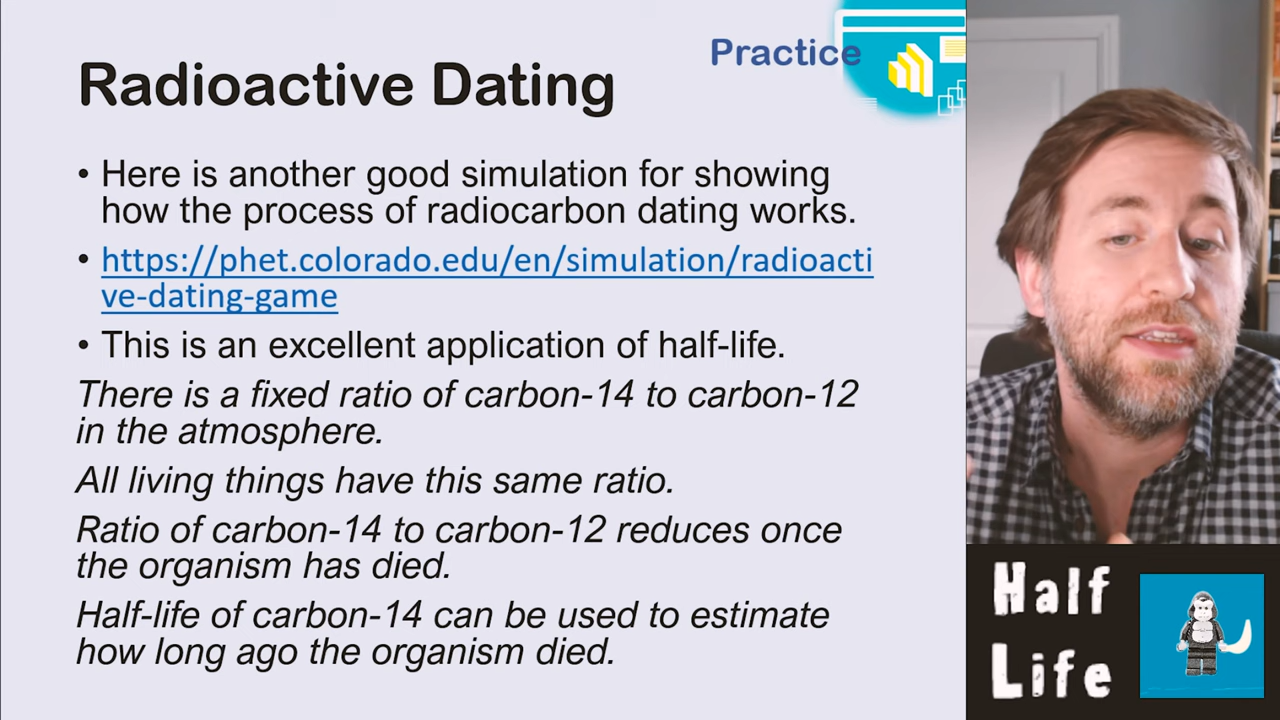 Practice
Radioactive Dating
• Here is another good simulation for showing
how the process of radiocarbon dating works.
• https://phet.colorado.edu/en/simulation/radioacti
ve-dating-game
• This is an excellent application of half-life.
There is a fixed ratio of carbon-14 to carbon-12
in the atmosphere.
All living things have this same ratio.
Ratio of carbon-14 to carbon-12 reduces once
the organism has died.
Half-life of carbon-14 can be used to estimate
how long ago the organism died.
Half
Life